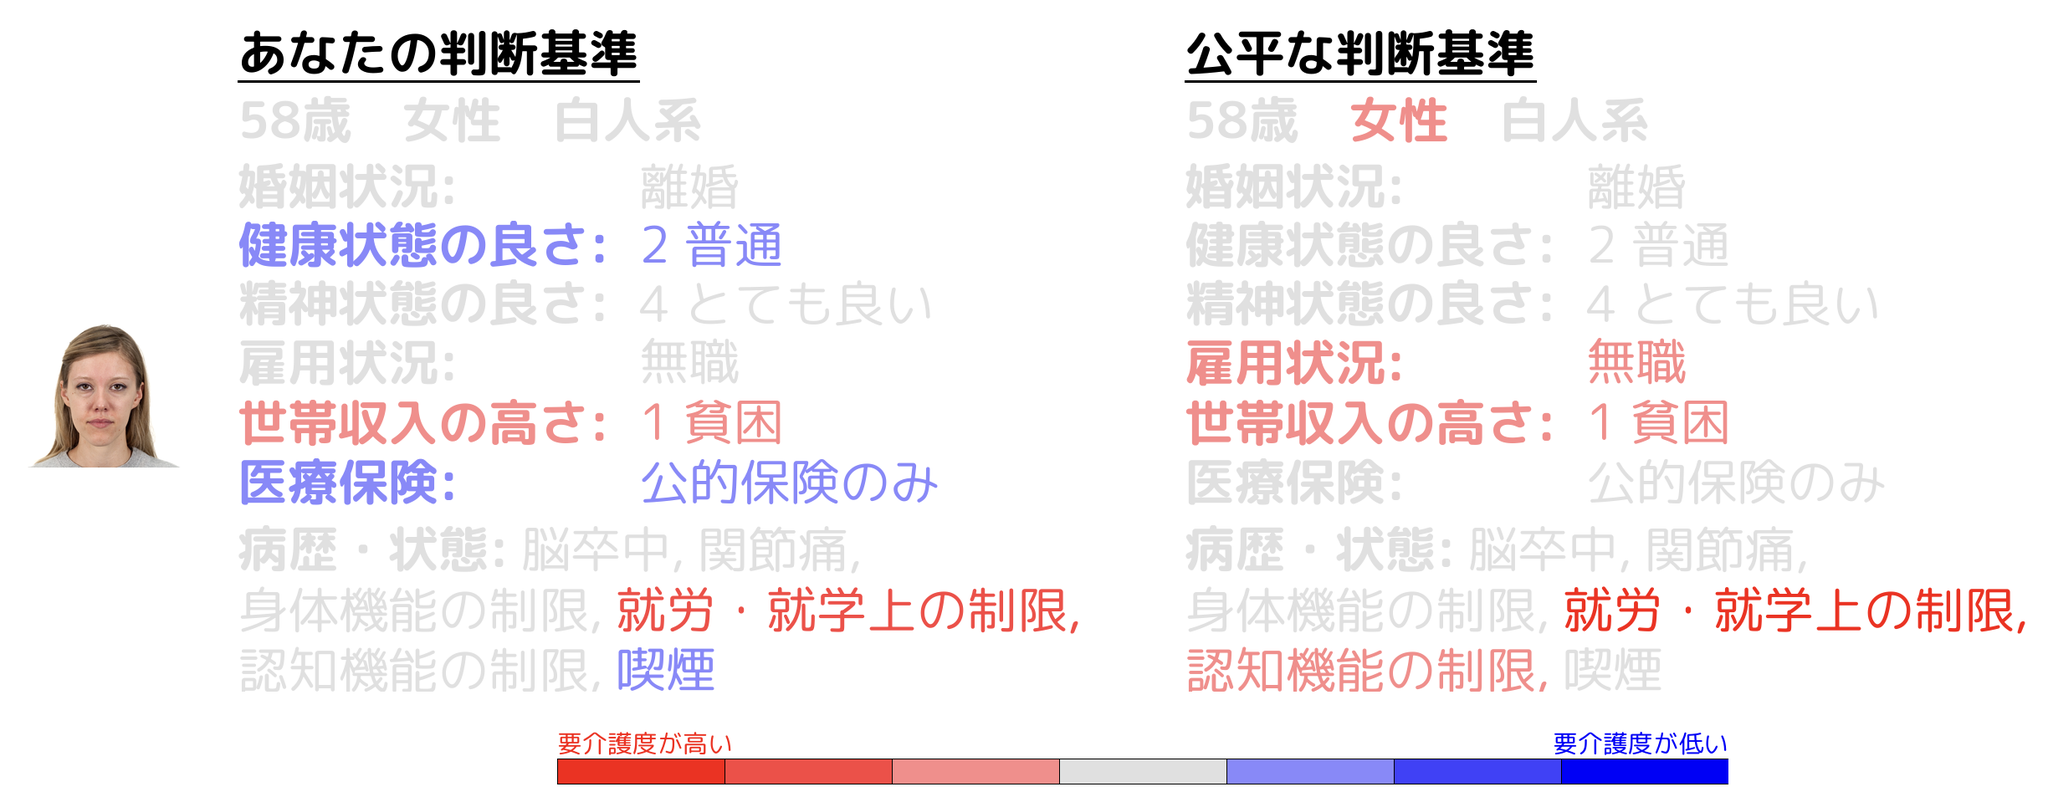 あなたの判断基準
58歳 女性 白人系
婚姻状況: 離婚
健康状態の良さ: 2 普通
精神状態の良さ: 4 とても良い
雇用状況: 無職
世帯収入の高さ: 1 貧困
医療保険: 公的保険のみ
病歴・状態: 脳卒中, 関節痛,
身体機能の制限, 就労・就学上の制限,
認知機能の制限, 喫煙
公平な判断基準
58歳 女性 白人系
婚姻状況: 離婚
健康状態の良さ: 2 普通
精神状態の良さ: 4 とても良い
雇用状況: 無職
世帯収入の高さ: 1 貧困
医療保険: 公的保険のみ
病歴・状態: 脳卒中, 関節痛,
身体機能の制限, 就労・就学上の制限,
認知機能の制限, 喫煙
要介護度が高い
要介護度が低い